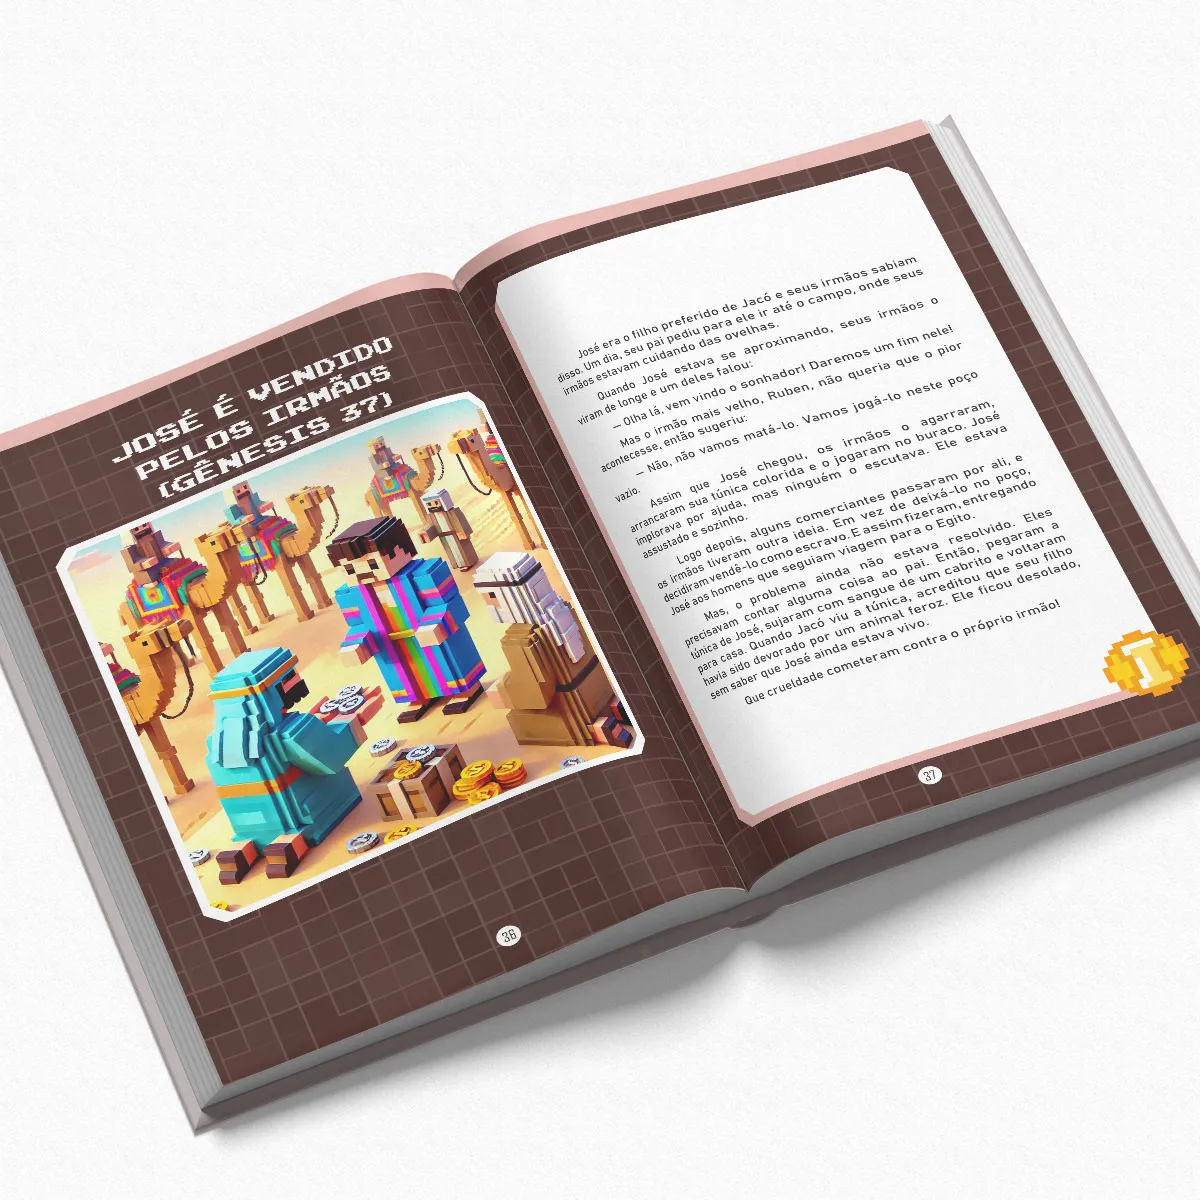 JOSÉ É VENDIDO
PELOS IRMÃOS
(GÊNESIS 37)
36
José era o filho preferido de Jacó e seus irmãos sabiam
disso. Um dia, seu pai pediu para ele ir até o campo, onde seus
irmãos estavam cuidando das ovelhas.
Quando José estava se aproximando, seus irmãos o
viram de longe e um deles falou:
— Olha lá, vem vindo o sonhador! Daremos um fim nele!
Mas o irmão mais velho, Ruben, não queria que o pior
acontecesse, então sugeriu:
— Não, não vamos matá-lo. Vamos jogá-lo neste poço
vazio.
Assim que José chegou, os irmãos o agarraram,
arrancaram sua túnica colorida e o jogaram no buraco. José
implorava por ajuda, mas ninguém o escutava. Ele estava
assustado e sozinho.
Logo depois, alguns comerciantes passaram por ali, e
os irmãos tiveram outra ideia. Em vez de deixá-lo no poço,
decidiram vendê-lo como escravo. E assim fizeram, entregando
José aos homens que seguiam viagem para o Egito.
Mas, o problema ainda não estava resolvido. Eles
precisavam contar alguma coisa ao pai. Então, pegaram a
túnica de José, sujaram com sangue de um cabrito e voltaram
para casa. Quando Jacó viu a túnica, acreditou que seu filho
havia sido devorado por um animal feroz. Ele ficou desolado,
sem saber que José ainda estava vivo.
Que crueldade cometeram contra o próprio irmão!
37